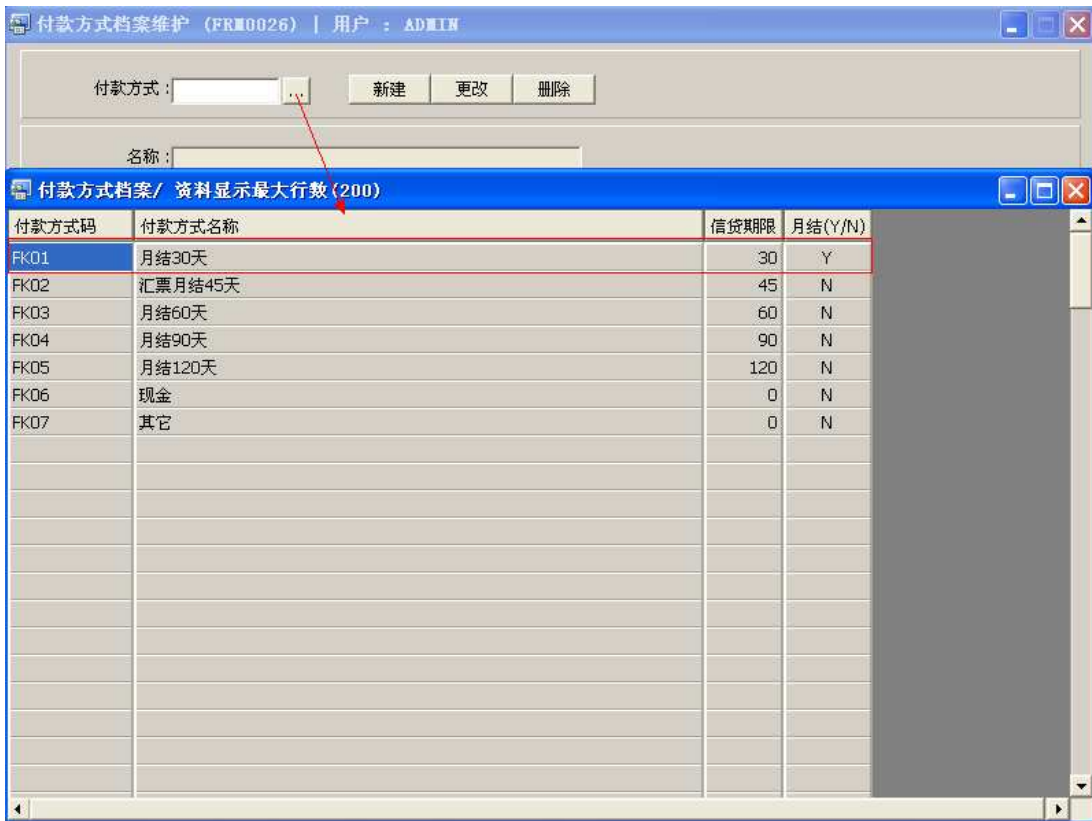 付款方式档案维护 (FRM0026) | 用户 : ADMIN
付款方式 : ... 新建 更改 删除
名称 :
付款方式档案/ 资料显示最大行数(200)
付款方式码 付款方式名称 信贷期限 月结(Y/N)
FK01 月结30天 30 Y
FK02 汇票月结45天 45 N
FK03 月结60天 60 N
FK04 月结90天 90 N
FK05 月结120天 120 N
FK06 现金 0 N
FK07 其它 0 N